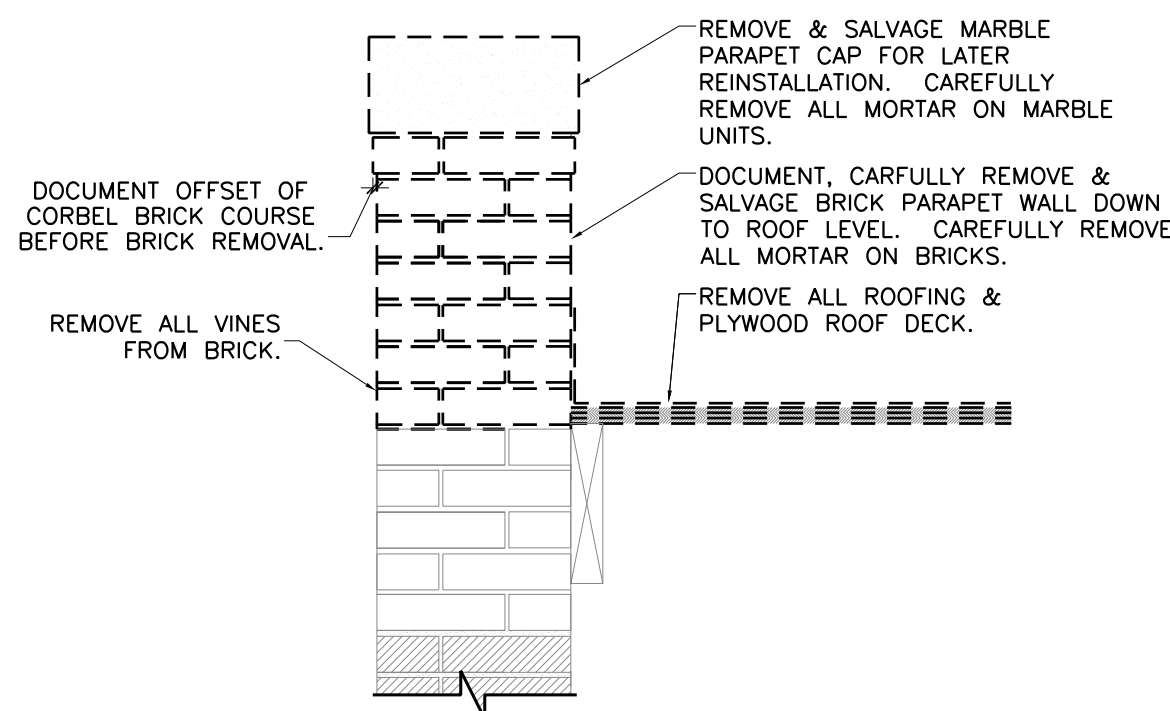 REMOVE & SALVAGE MARBLE
PARAPET CAP FOR LATER
REINSTALLATION. CAREFULLY
REMOVE ALL MORTAR ON MARBLE
UNITS.
DOCUMENT OFFSET OF
CORBEL BRICK COURSE
BEFORE BRICK REMOVAL.
DOCUMENT, CARFULLY REMOVE &
SALVAGE BRICK PARAPET WALL DOWN
TO ROOF LEVEL. CAREFULLY REMOVE
ALL MORTAR ON BRICKS.
REMOVE ALL VINES
FROM BRICK.
REMOVE ALL ROOFING &
PLYWOOD ROOF DECK.